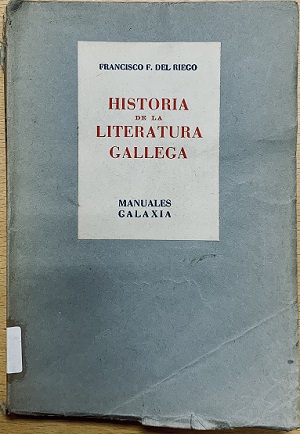 FRANCISCO F. DEL RIEGO
HISTORIA
DE LA
LITERATURA
GALLEGA
MANUALES
GALAXIA